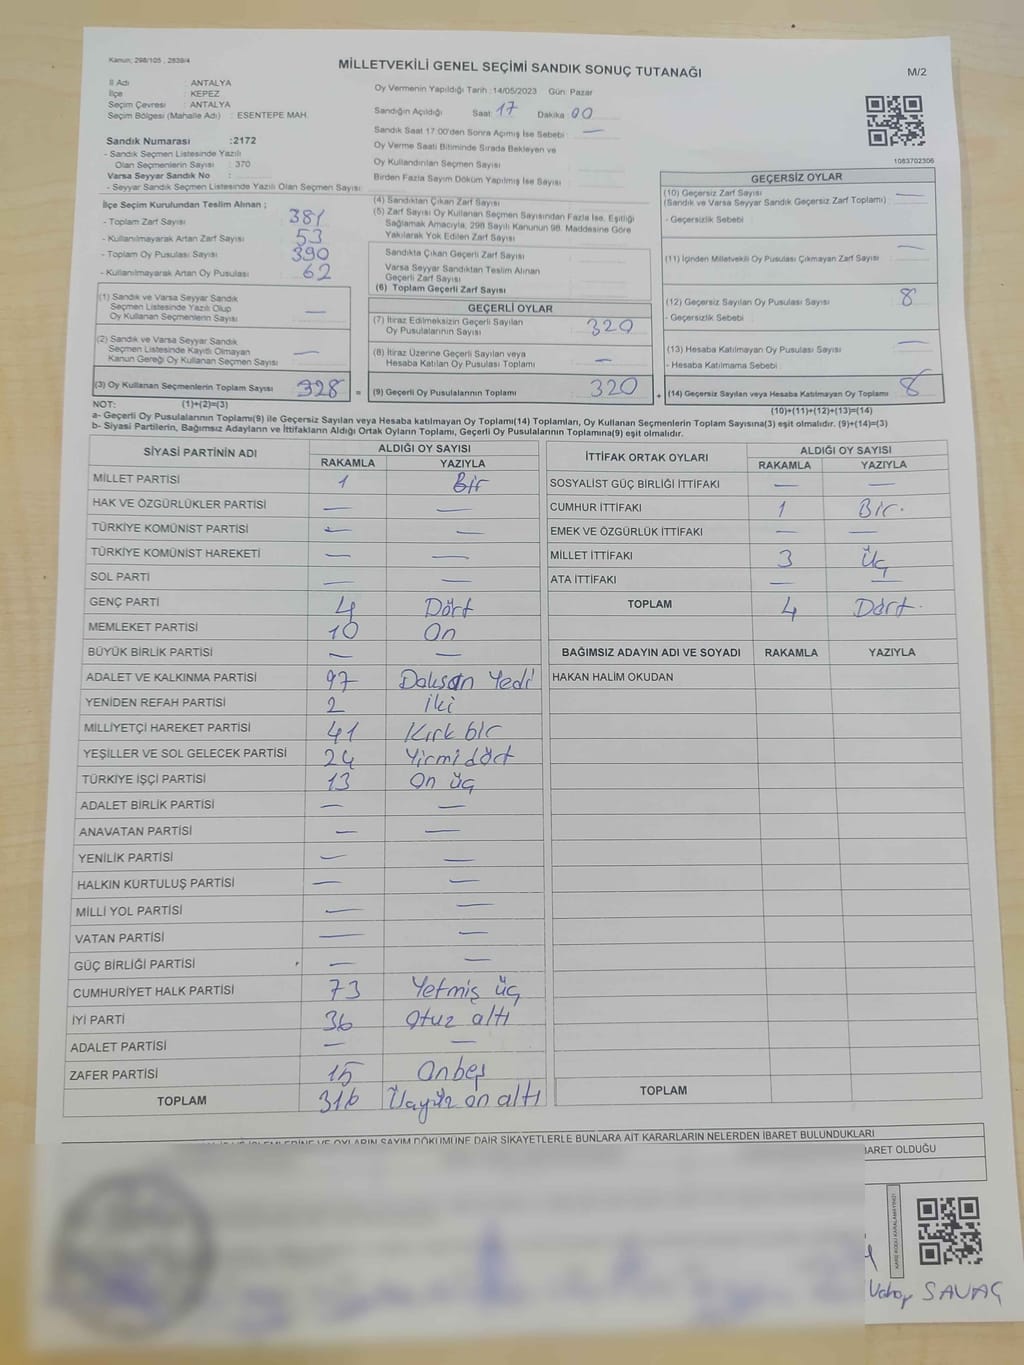 Kanun; 298/105 , 2839/4
MİLLETVEKİLİ GENEL SEÇİMİ SANDIK SONUÇ TUTANAĞI
M/2
İl Adı : ANTALYA
İlçe : KEPEZ
Seçim Çevresi : ANTALYA
Seçim Bölgesi (Mahalle Adı) : ESENTEPE MAH.
Oy Vermenin Yapıldığı Tarih :14/05/2023 Gün: Pazar
Sandığın Açıldığı Saat: 17 Dakika: 00
Sandık Saat 17.00'den Sonra Açımış İse Sebebi : —
Oy Verme Saati Bitiminde Sırada Bekleyen ve
Oy Kullandırılan Seçmen Sayısı
Birden Fazla Sayım Döküm Yapılmış İse Sayısı
1083702306
Sandık Numarası :2172
- Sandık Seçmen Listesinde Yazılı
Olan Seçmenlerin Sayısı : 370
Varsa Seyyar Sandık No :
- Seyyar Sandık Seçmen Listesinde Yazılı Olan Seçmen Sayısı:
İlçe Seçim Kurulundan Teslim Alınan ;
- Toplam Zarf Sayısı : 381
- Kullanılmayarak Artan Zarf Sayısı : 53
- Toplam Oy Pusulası Sayısı : 390
- Kullanılmayarak Artan Oy Pusulası : 62
(1) Sandık ve Varsa Seyyar Sandık
Seçmen Listesinde Yazılı Olup
Oy Kullanan Seçmenlerin Sayısı —
(2) Sandık ve Varsa Seyyar Sandık
Seçmen Listesinde Kayıtlı Olmayan
Kanun Gereği Oy Kullanan Seçmen Sayısı —
(3) Oy Kullanan Seçmenlerin Toplam Sayısı 328 =
(4) Sandıktan Çıkan Zarf Sayısı
(5) Zarf Sayısı Oy Kullanan Seçmen Sayısından Fazla İse, Eşitliği
Sağlamak Amacıyla, 298 Sayılı Kanunun 98. Maddesine Göre
Yakılarak Yok Edilen Zarf Sayısı
Sandıkta Çıkan Geçerli Zarf Sayısı
Varsa Seyyar Sandıktan Teslim Alınan
Geçerli Zarf Sayısı
(6) Toplam Geçerli Zarf Sayısı
GEÇERLİ OYLAR
(7) İtiraz Edilmeksizin Geçerli Sayılan
Oy Pusulalarının Sayısı 320
(8) İtiraz Üzerine Geçerli Sayılan veya
Hesaba Katılan Oy Pusulası Toplamı —
(9) Geçerli Oy Pusulalarının Toplamı 320 +
GEÇERSİZ OYLAR
(10) Geçersiz Zarf Sayısı
(Sandık ve Varsa Seyyar Sandık Geçersiz Zarf Toplamı) : —
- Geçersizlik Sebebi :
(11) İçinden Milletvekili Oy Pusulası Çıkmayan Zarf Sayısı —
(12) Geçersiz Sayılan Oy Pusulası Sayısı 8
- Geçersizlik Sebebi :
(13) Hesaba Katılmayan Oy Pusulası Sayısı —
- Hesaba Katılmama Sebebi
(14) Geçersiz Sayılan veya Hesaba Katılmayan Oy Toplamı 8
NOT: (1)+(2)=(3)
(10)+(11)+(12)+(13)=(14)
a- Geçerli Oy Pusulalarının Toplamı(9) ile Geçersiz Sayılan veya Hesaba katılmayan Oy Toplamı(14) Toplamları, Oy Kullanan Seçmenlerin Toplam Sayısına(3) eşit olmalıdır. (9)+(14)=(3)
b- Siyasi Partilerin, Bağımsız Adayların ve İttifakların Aldığı Ortak Oyların Toplamı, Geçerli Oy Pusulalarının Toplamına(9) eşit olmalıdır.
SİYASİ PARTİNİN ADI ALDIĞI OY SAYISI
RAKAMLA YAZIYLA
MİLLET PARTİSİ 1 Bir
HAK VE ÖZGÜRLÜKLER PARTİSİ — —
TÜRKİYE KOMÜNİST PARTİSİ — —
TÜRKİYE KOMÜNİST HAREKETİ — —
SOL PARTİ — —
GENÇ PARTİ 4 Dört
MEMLEKET PARTİSİ 10 On
BÜYÜK BİRLİK PARTİSİ — —
ADALET VE KALKINMA PARTİSİ 97 Doksan Yedi
YENİDEN REFAH PARTİSİ 2 İki
MİLLİYETÇİ HAREKET PARTİSİ 41 Kırk bir
YEŞİLLER VE SOL GELECEK PARTİSİ 24 Yirmi dört
TÜRKİYE İŞÇİ PARTİSİ 13 On üç
ADALET BİRLİK PARTİSİ — —
ANAVATAN PARTİSİ — —
YENİLİK PARTİSİ — —
HALKIN KURTULUŞ PARTİSİ — —
MİLLİ YOL PARTİSİ — —
VATAN PARTİSİ — —
GÜÇ BİRLİĞİ PARTİSİ — —
CUMHURİYET HALK PARTİSİ 73 Yetmiş üç
İYİ PARTİ 36 Otuz altı
ADALET PARTİSİ — —
ZAFER PARTİSİ 15 Onbeş
TOPLAM 316 Üçyüz on altı
İTTİFAK ORTAK OYLARI ALDIĞI OY SAYISI
RAKAMLA YAZIYLA
SOSYALİST GÜÇ BİRLİĞİ İTTİFAKI — —
CUMHUR İTTİFAKI 1 Bir.
EMEK VE ÖZGÜRLÜK İTTİFAKI — —
MİLLET İTTİFAKI 3 Üç
ATA İTTİFAKI — —
TOPLAM 4 Dört.
BAĞIMSIZ ADAYIN ADI VE SOYADI RAKAMLA YAZIYLA
HAKAN HALİM OKUDAN
TOPLAM
OYLARIN SAYIM DÖKÜMÜNE DAİR ŞİKAYETLERLE BUNLARA AİT KARARLARIN NELERDEN İBARET BULUNDUKLARI
İBARET OLDUĞU
SAVAŞ